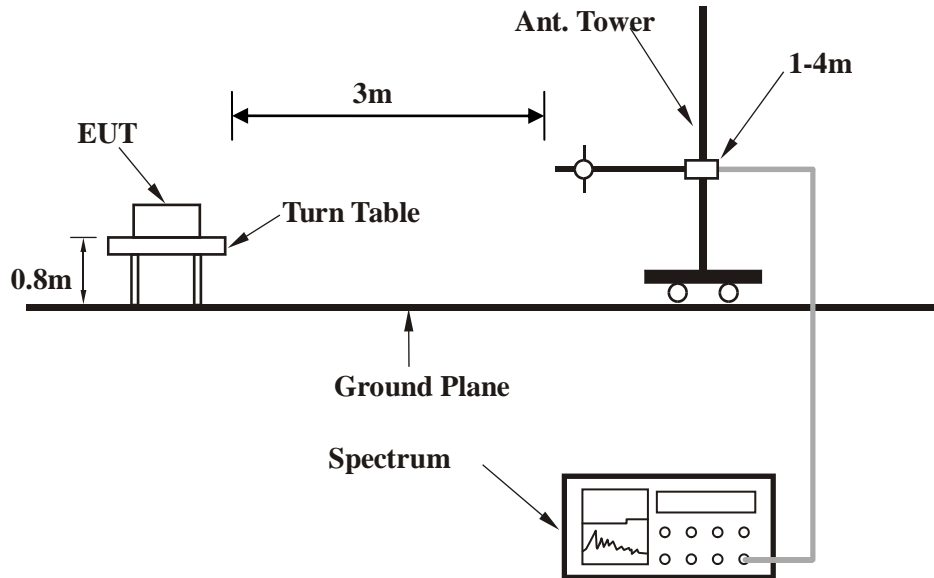 Ant. Tower
1-4m
3m
EUT
Turn Table
0.8m
Ground Plane
Spectrum